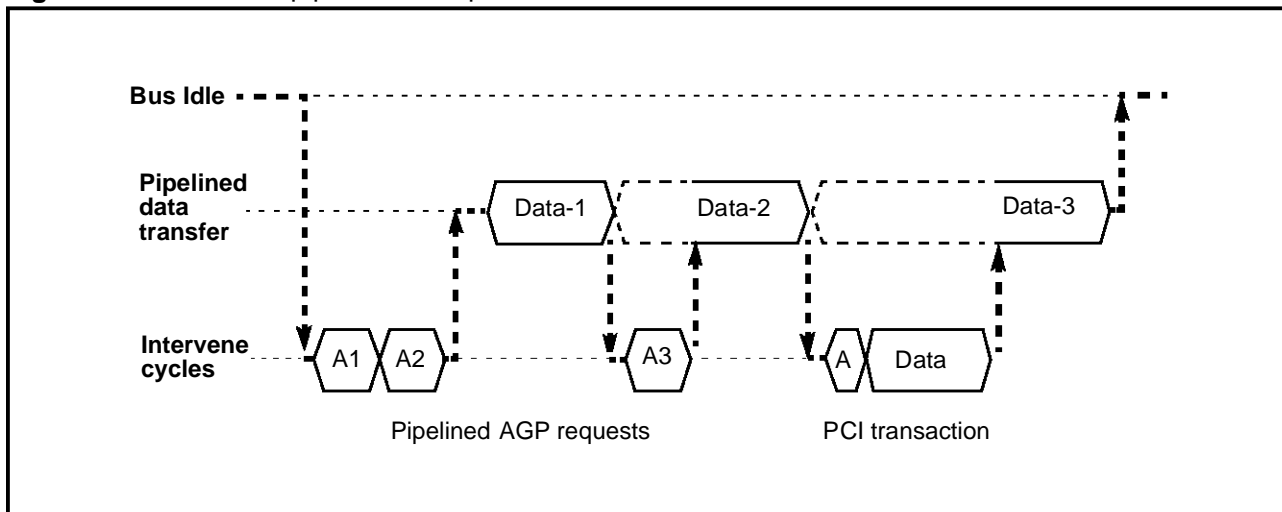 Bus Idle
Pipelined
data
transfer
Data-1
Data-2
Data-3
Intervene
cycles
A1
A2
A3
A
Data
Pipelined AGP requests
PCI transaction